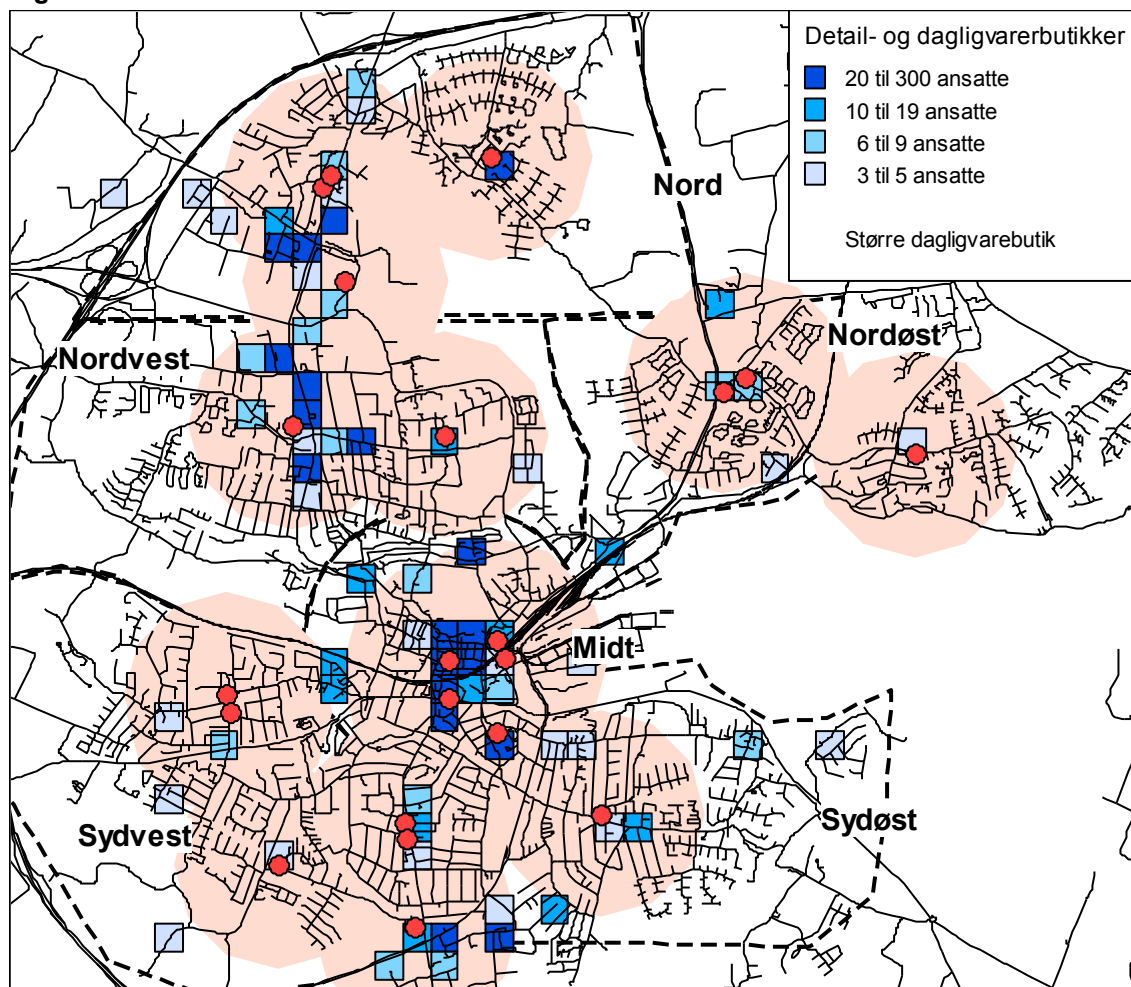 Detail- og dagligvarerbutikker
20 til 300 ansatte
10 til 19 ansatte
6 til 9 ansatte
3 til 5 ansatte
Større dagligvarebutik
Nord
Nordøst
Nordvest
Midt
Sydvest
Sydøst